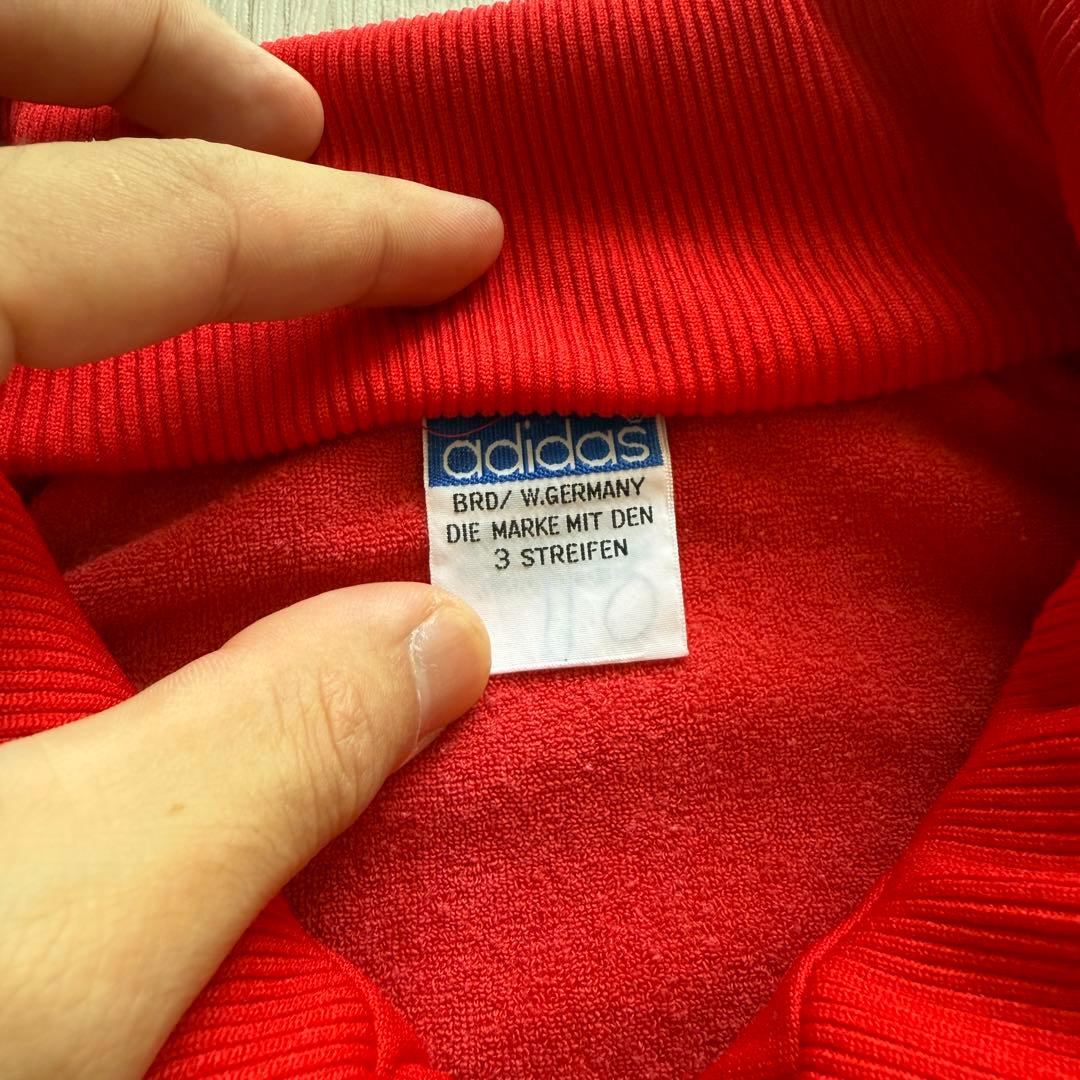 adidas
BRD/ W.GERMANY
DIE MARKE MIT DEN
3 STREIFEN